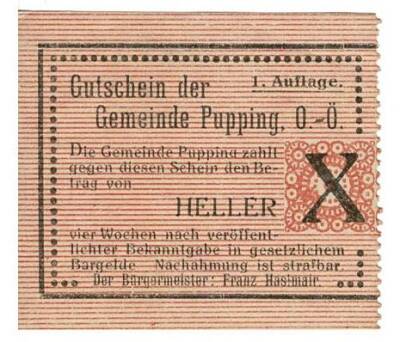 Gutschein der 1. Auflage.
Gemeinde Pupping, O.-Ö.
Die Gemeinde Pupping zahlt
gegen diesen Schein den Be-
trag von
HELLER X
vier Wochen nach veröffent-
lichter Bekanntgabe in gesetzlichem
Bargelde Nachahmung ist strafbar.
Der Bürgermeister: Franz Haslmair.